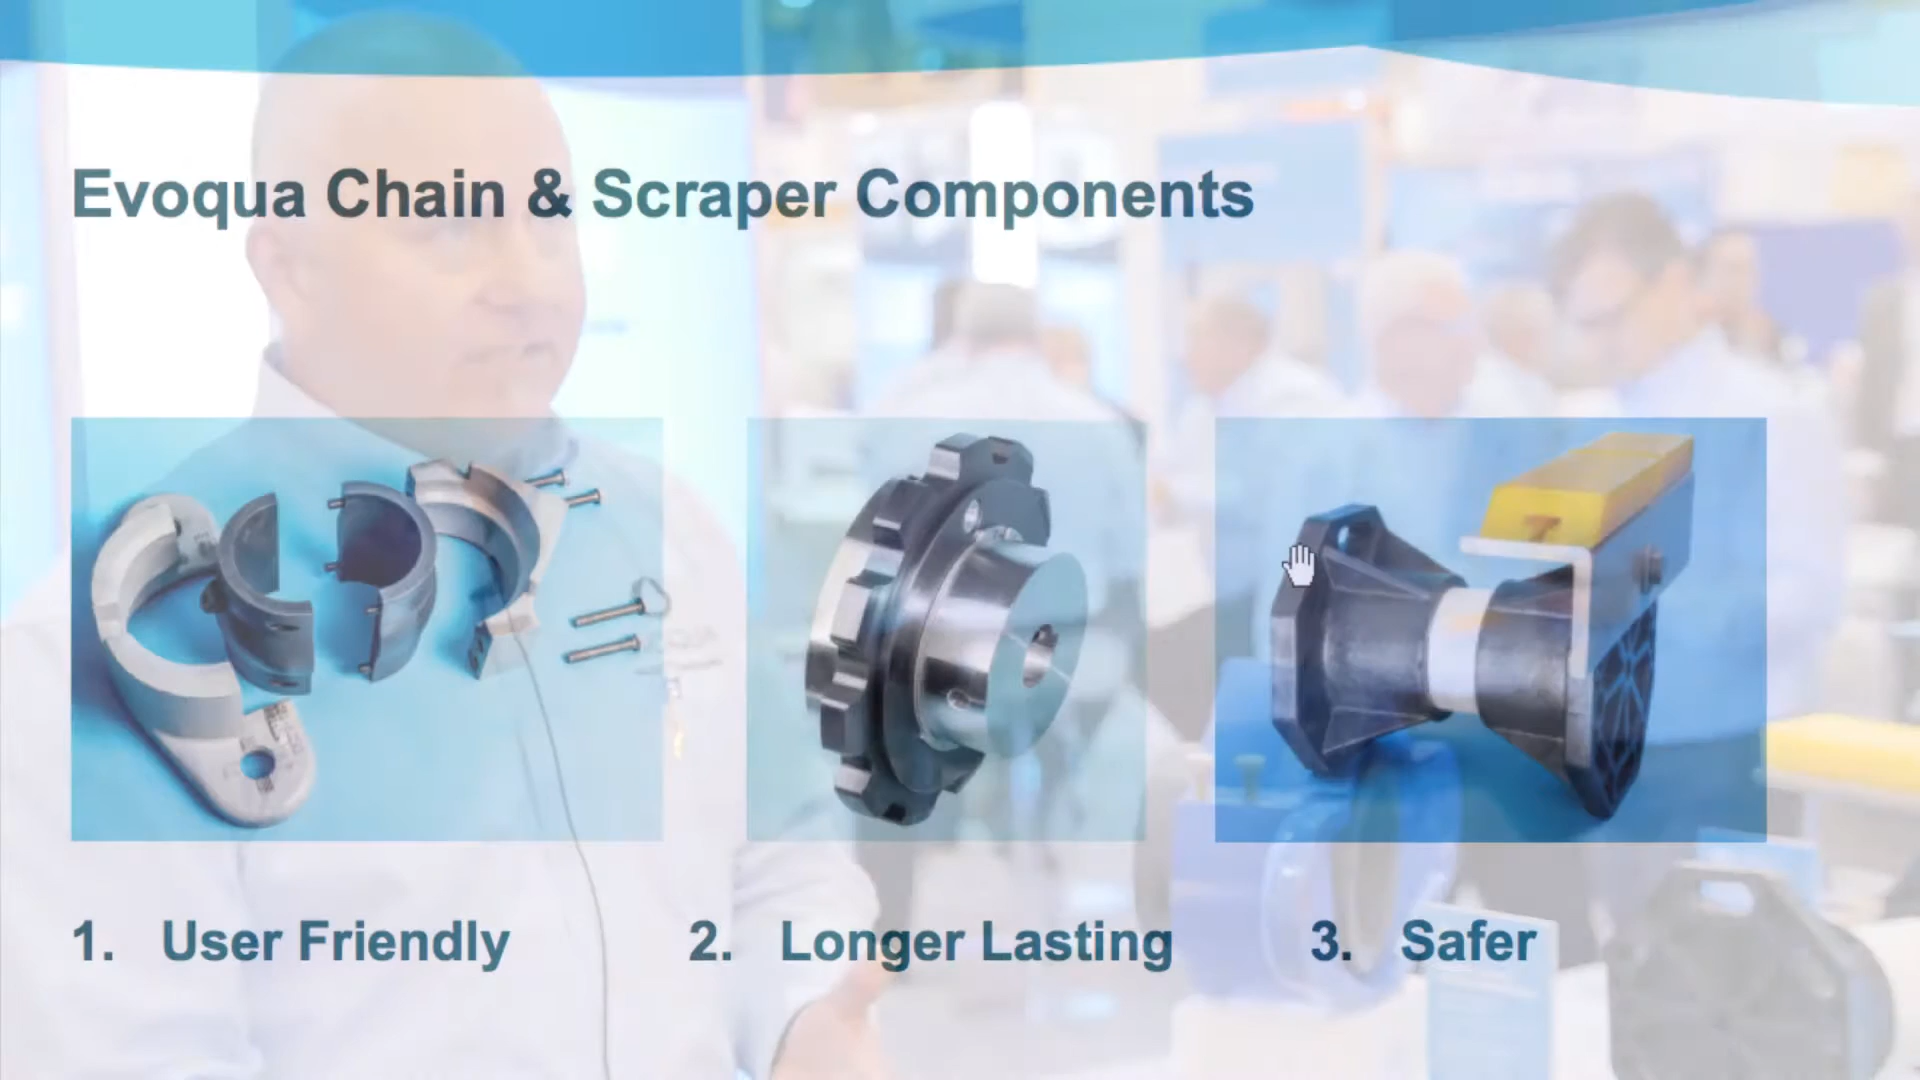 Evoqua Chain & Scraper Components
1. User Friendly
2. Longer Lasting
3. Safer